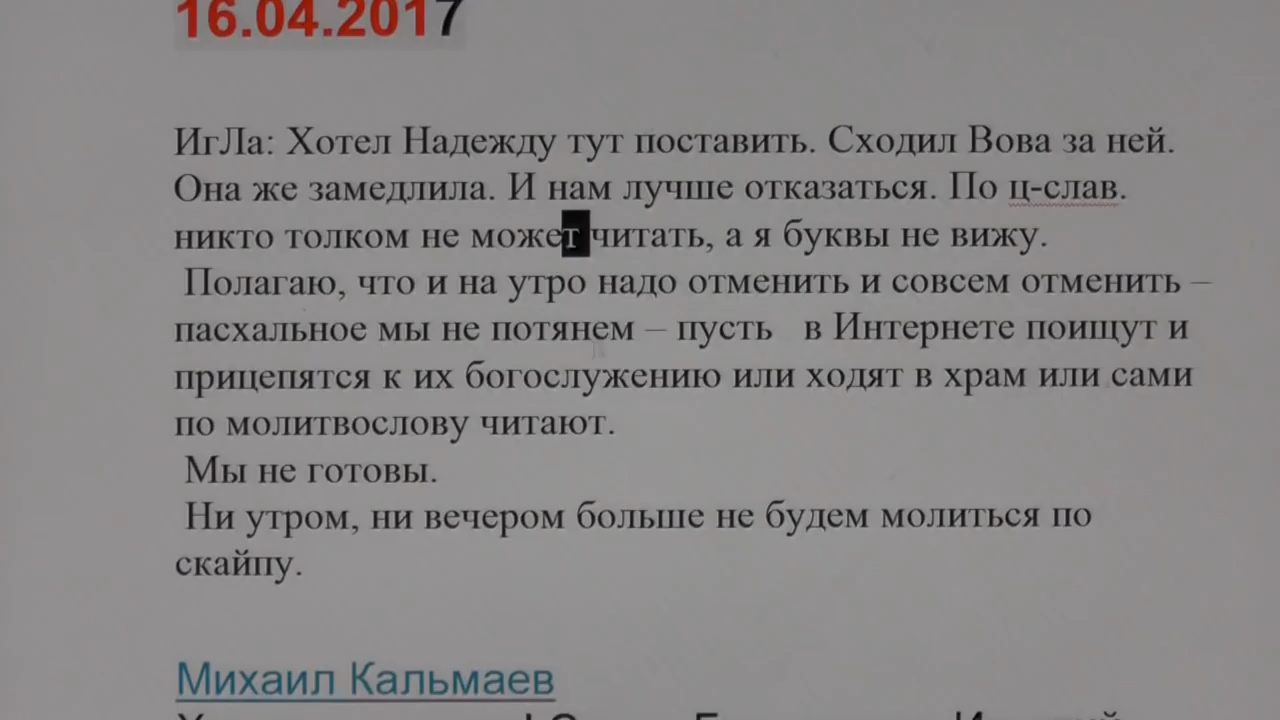 16.04.2017
ИгЛа: Хотел Надежду тут поставить. Сходил Вова за ней.
Она же замедлила. И нам лучше отказаться. По ц-слав.
никто толком не может читать, а я буквы не вижу.
Полагаю, что и на утро надо отменить и совсем отменить –
пасхальное мы не потянем – пусть в Интернете поищут и
прицепятся к их богослужению или ходят в храм или сами
по молитвослову читают.
Мы не готовы.
Ни утром, ни вечером больше не будем молиться по
скайпу.
Михаил Кальмаев